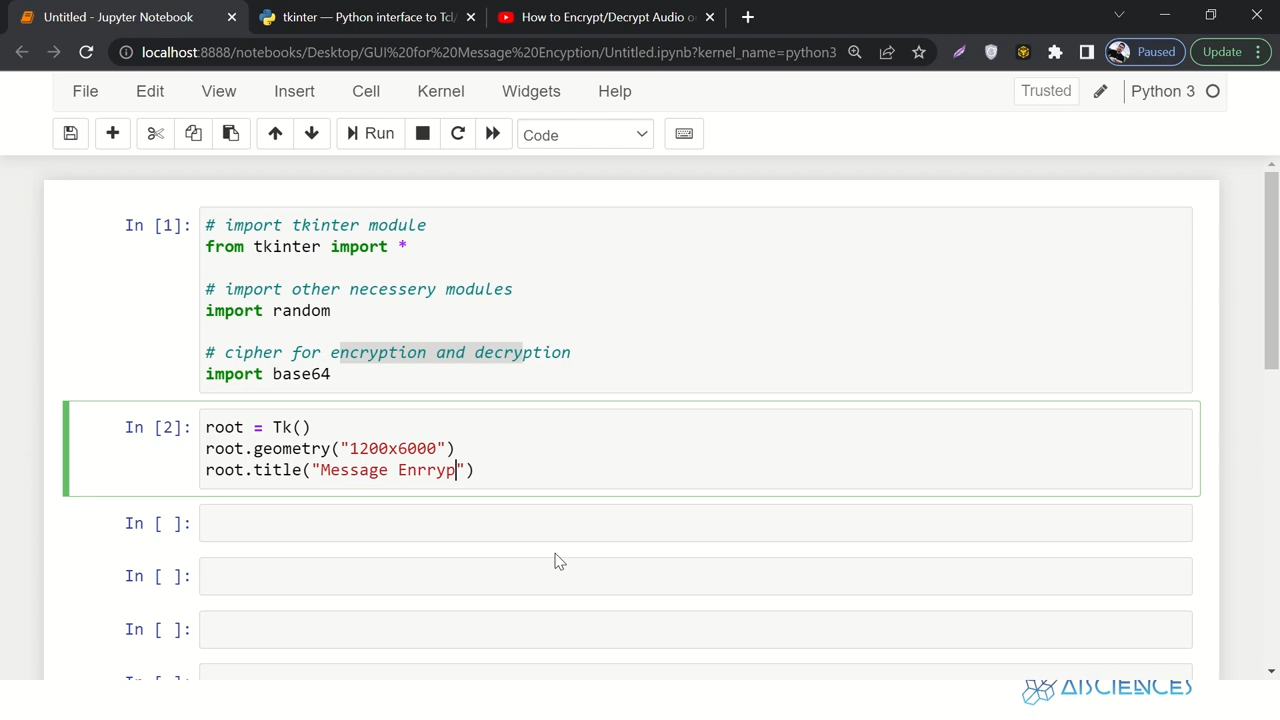 Untitled - Jupyter Notebook
tkinter — Python interface to Tcl/
How to Encrypt/Decrypt Audio o
localhost:8888/notebooks/Desktop/GUI%20for%20Message%20Encyption/Untitled.ipynb?kernel_name=python3
Paused
Update
File Edit View Insert Cell Kernel Widgets Help
Trusted
Python 3
Run
Code
In [1]:
# import tkinter module
from tkinter import *
# import other necessery modules
import random
# cipher for encryption and decryption
import base64
In [2]:
root = Tk()
root.geometry("1200x6000")
root.title("Message Enrryp")
In [ ]:
In [ ]:
In [ ]:
In [ ]:
AISCIENCES